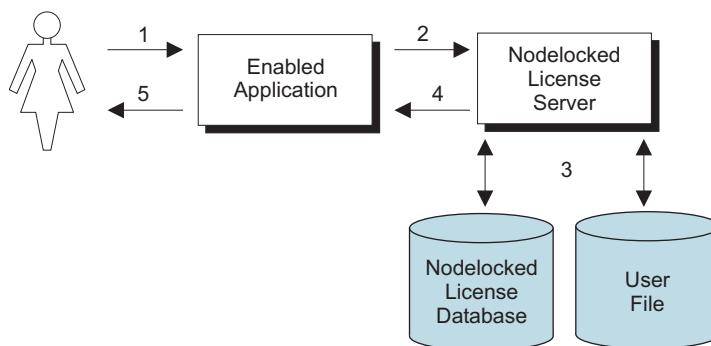 1
Enabled
Application
2
Nodelocked
License
Server
5
4
3
Nodelocked
License
Database
User
File